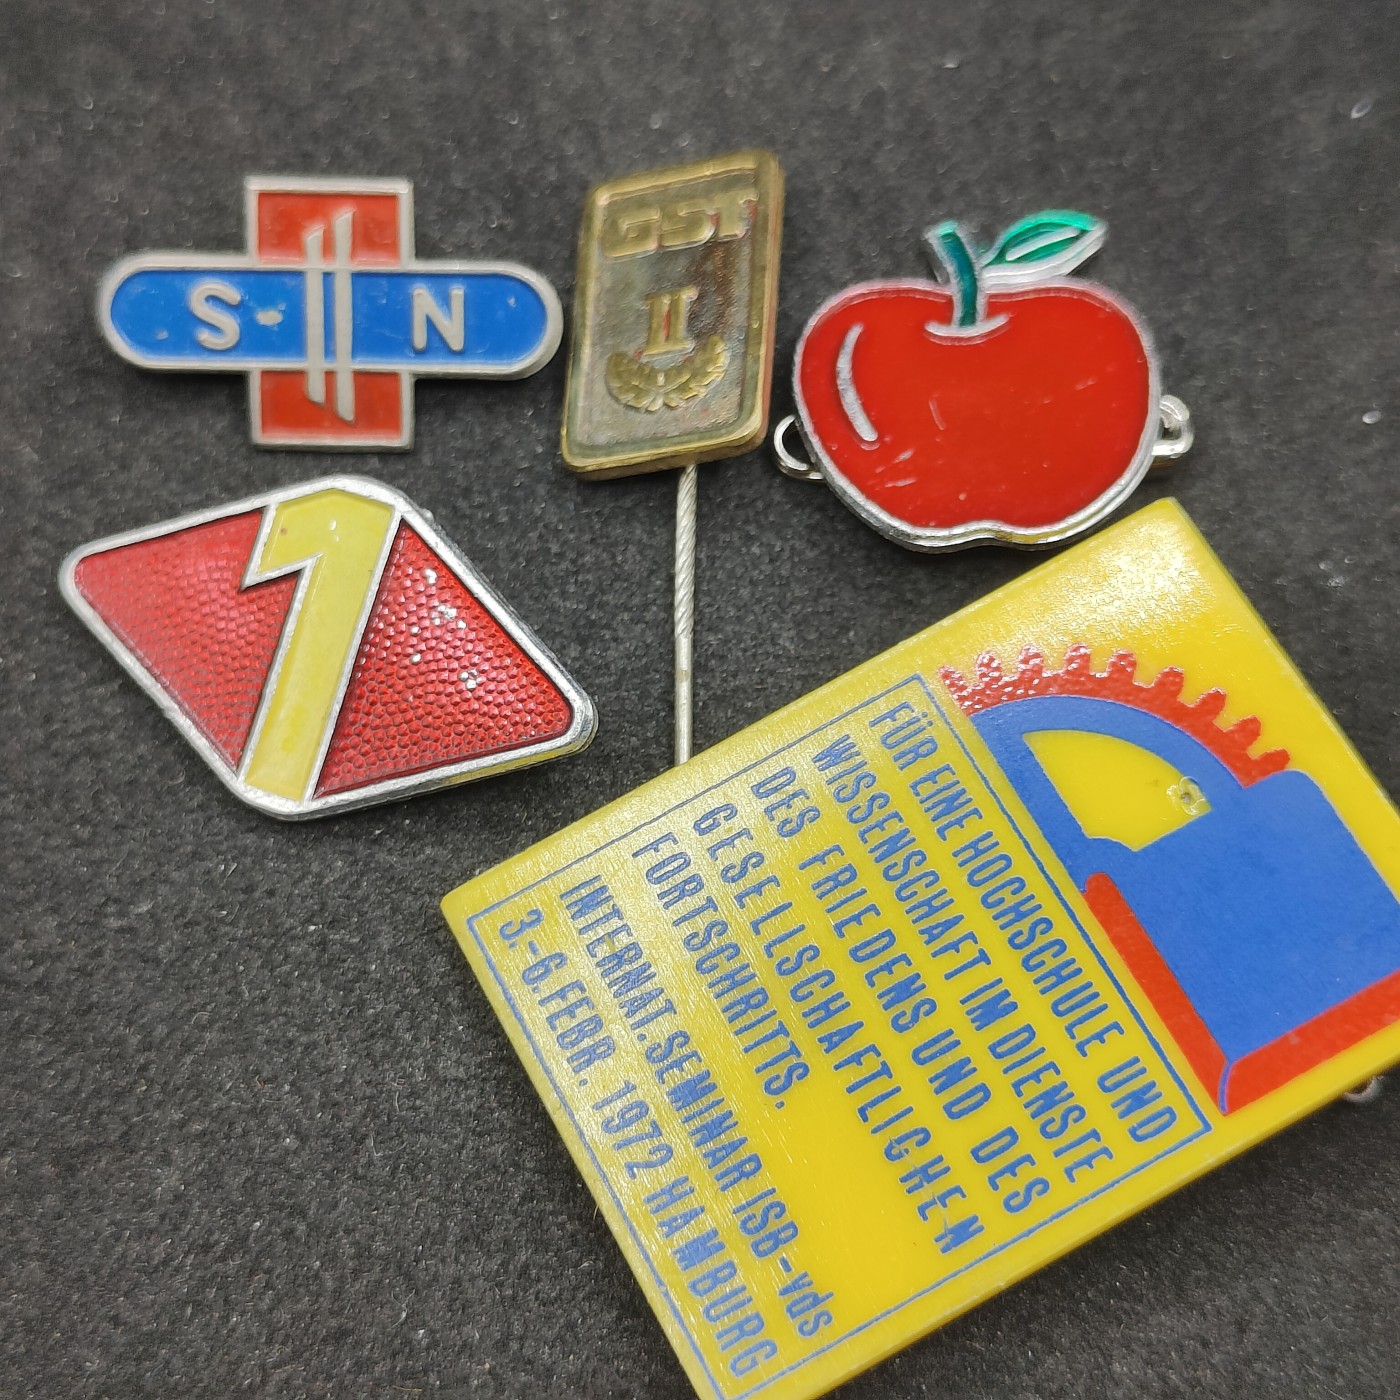 S N
GST
II
1
FÜR EINE HOCHSCHULE UND
WISSENSCHAFT IM DIENSTE
DES FRIEDENS UND DES
GESELLSCHAFTLICHEN
FORTSCHRITTS.
INTERNAT. SEMINAR ISB-vds
3.-6. FEBR. 1972 HAMBURG